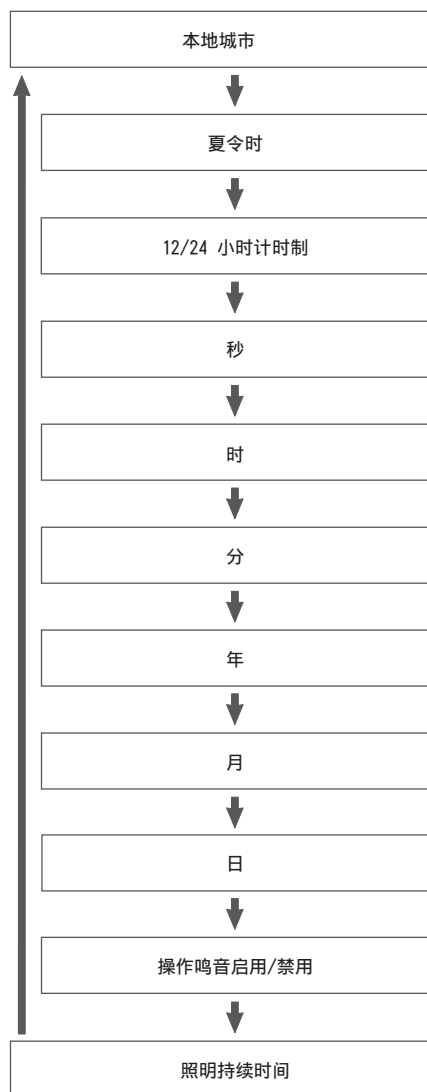 本地城市
夏令时
12/24 小时计时制
秒
时
分
年
月
日
操作鸣音启用/禁用
照明持续时间